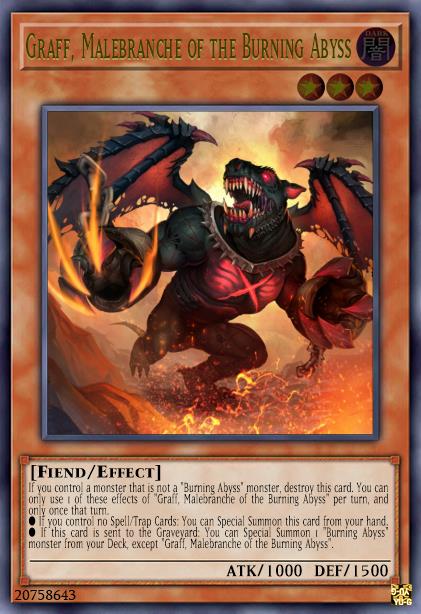 Graff, Malebranche of the Burning Abyss
DARK
闇
[Fiend/Effect]
If you control a monster that is not a "Burning Abyss" monster, destroy this card. You can
only use 1 of these effects of "Graff, Malebranche of the Burning Abyss" per turn, and
only once that turn.
● If you control no Spell/Trap Cards: You can Special Summon this card from your hand.
● If this card is sent to the Graveyard: You can Special Summon 1 "Burning Abyss"
monster from your Deck, except "Graff, Malebranche of the Burning Abyss".
ATK/1000 DEF/1500
20758643